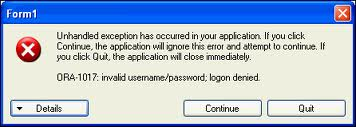 Form1
Unhandled exception has occurred in your application. If you click
Continue, the application will ignore this error and attempt to continue. If
you click Quit, the application will close immediately.
ORA-1017: invalid username/password; logon denied.
Details
Continue
Quit